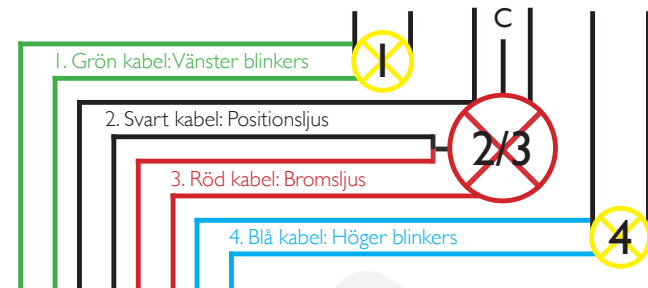 C
1
1. Grön kabel: Vänster blinkers
2. Svart kabel: Positionsljus
2/3
3. Röd kabel: Bromsljus
4. Blå kabel: Höger blinkers
4